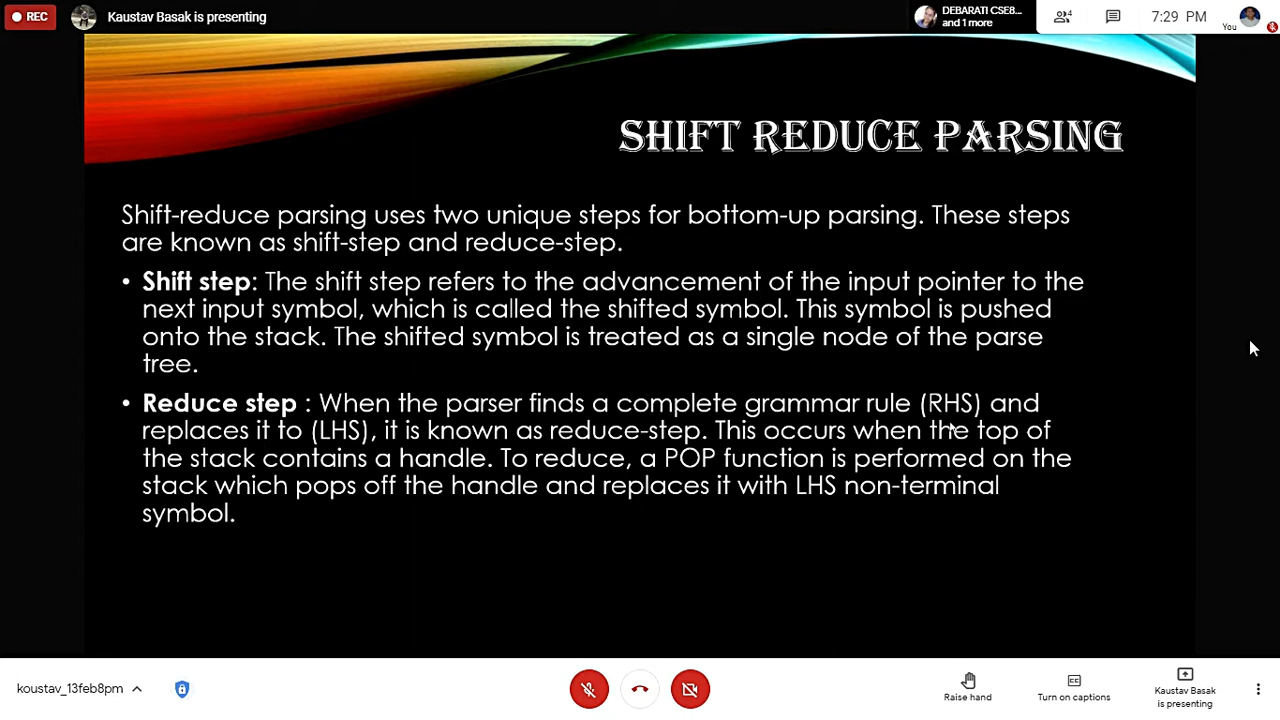 REC
Kaustav Basak is presenting
DEBARATI CSE8...
and 1 more
4
7:29 PM
You
SHIFT REDUCE PARSING
Shift-reduce parsing uses two unique steps for bottom-up parsing. These steps
are known as shift-step and reduce-step.
• Shift step: The shift step refers to the advancement of the input pointer to the
next input symbol, which is called the shifted symbol. This symbol is pushed
onto the stack. The shifted symbol is treated as a single node of the parse
tree.
• Reduce step : When the parser finds a complete grammar rule (RHS) and
replaces it to (LHS), it is known as reduce-step. This occurs when the top of
the stack contains a handle. To reduce, a POP function is performed on the
stack which pops off the handle and replaces it with LHS non-terminal
symbol.
koustav_13feb8pm
Raise hand
CC
Turn on captions
Kaustav Basak
is presenting